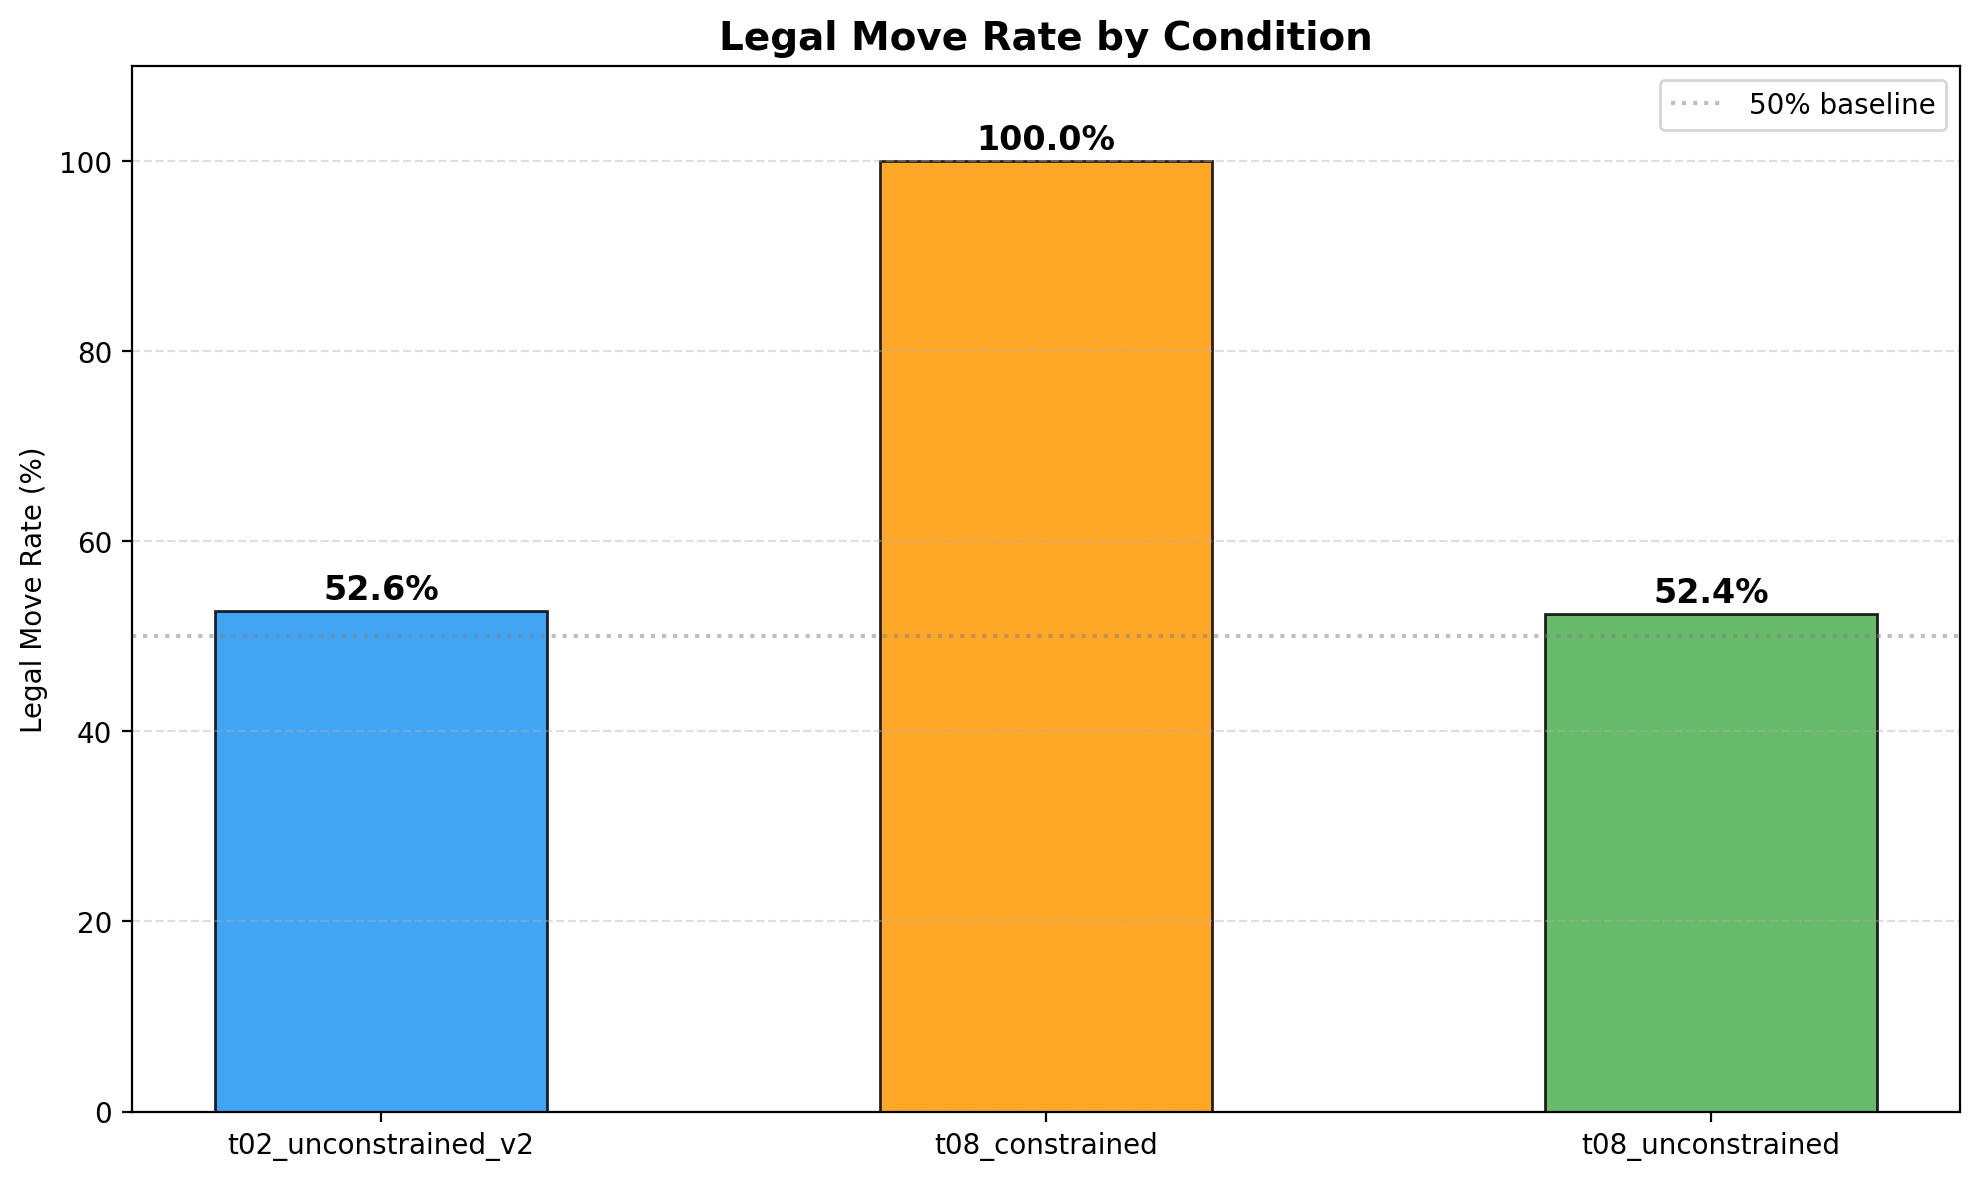 Legal Move Rate by Condition
50% baseline
100.0%
52.6%
52.4%
Legal Move Rate (%)
100
80
60
40
20
0
t02_unconstrained_v2
t08_constrained
t08_unconstrained